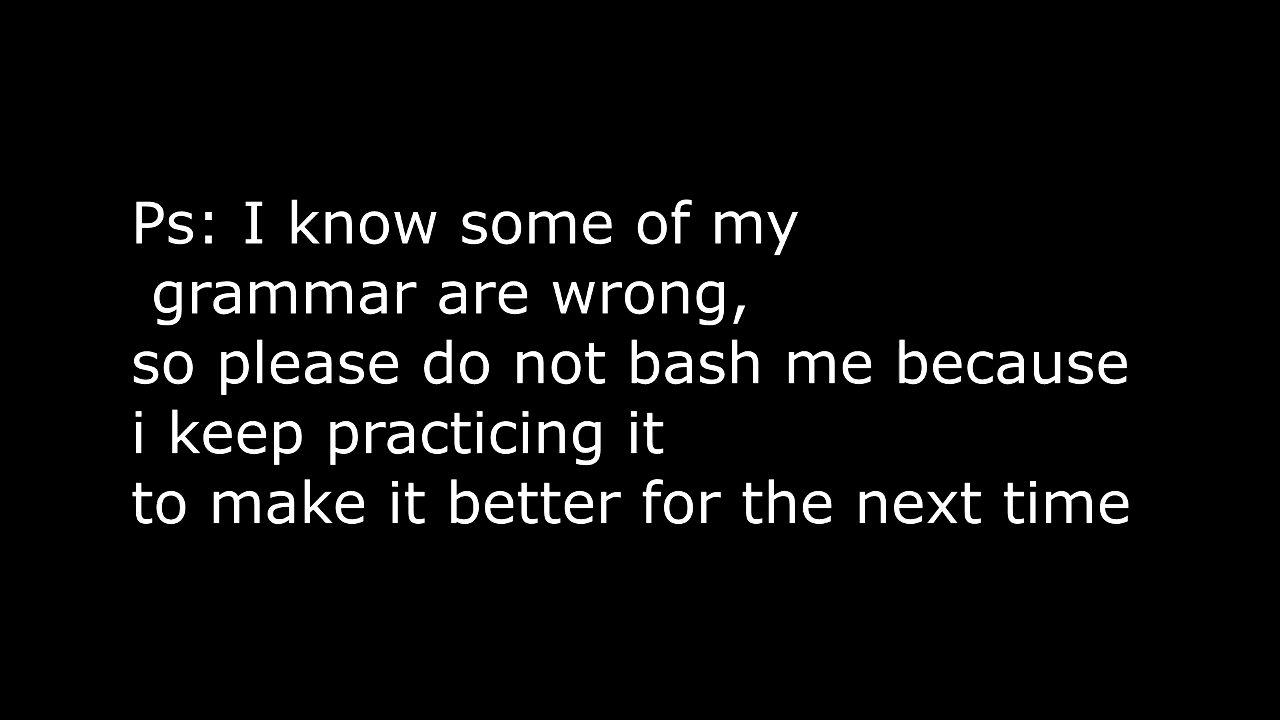 Ps: I know some of my
grammar are wrong,
so please do not bash me because
i keep practicing it
to make it better for the next time